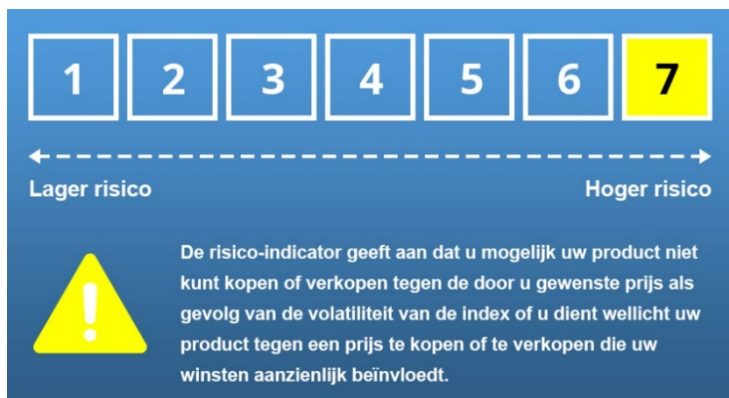 1 2 3 4 5 6 7
Lager risico Hoger risico
De risico-indicator geeft aan dat u mogelijk uw product niet
kunt kopen of verkopen tegen de door u gewenste prijs als
gevolg van de volatiliteit van de index of u dient wellicht uw
product tegen een prijs te kopen of te verkopen die uw
winsten aanzienlijk beïnvloedt.